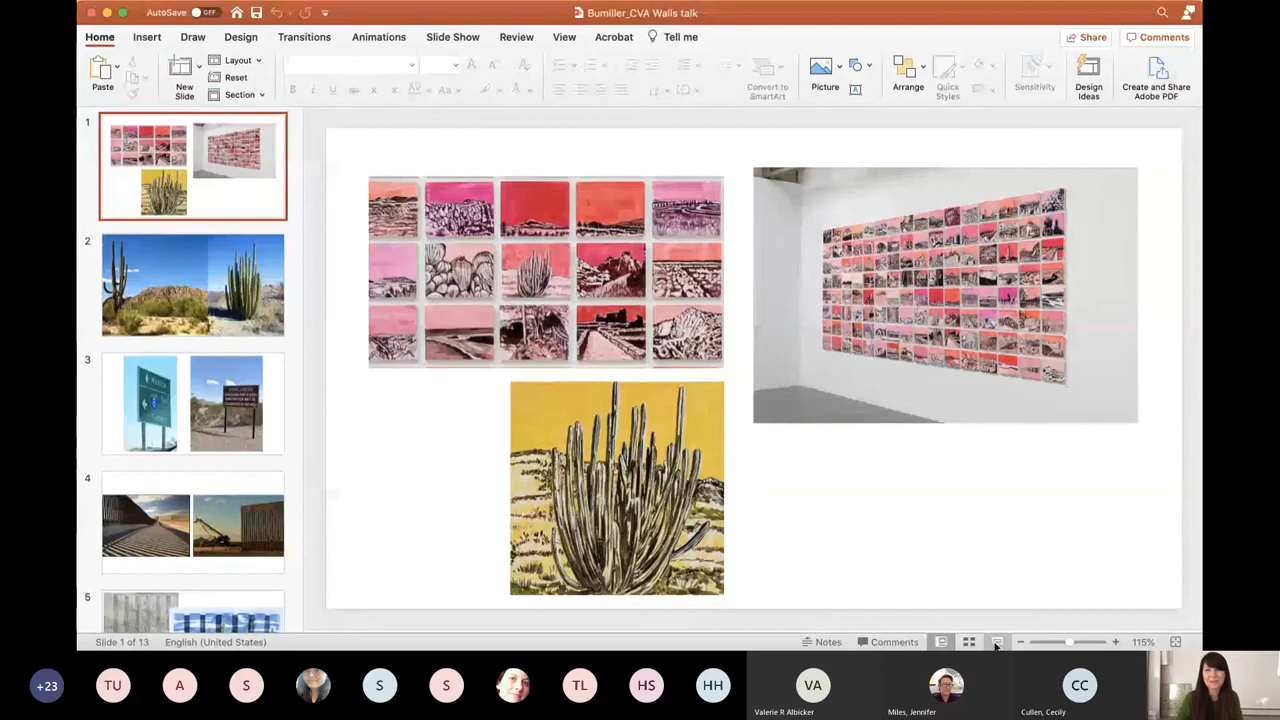 AutoSave OFF
Bumiller_CVA Walls talk
Home Insert Draw Design Transitions Animations Slide Show Review View Acrobat Tell me
Share Comments
Paste
New Slide
Layout
Reset
Section
Convert to SmartArt
Picture
Arrange
Quick Styles
Sensitivity
Design Ideas
Create and Share Adobe PDF
1
2
3
4
5
Slide 1 of 13 English (United States)
Notes Comments 115%
+23 TU A S S S TL HS HH VA CC
Valerie R Albicker
Miles, Jennifer
Cullen, Cecily